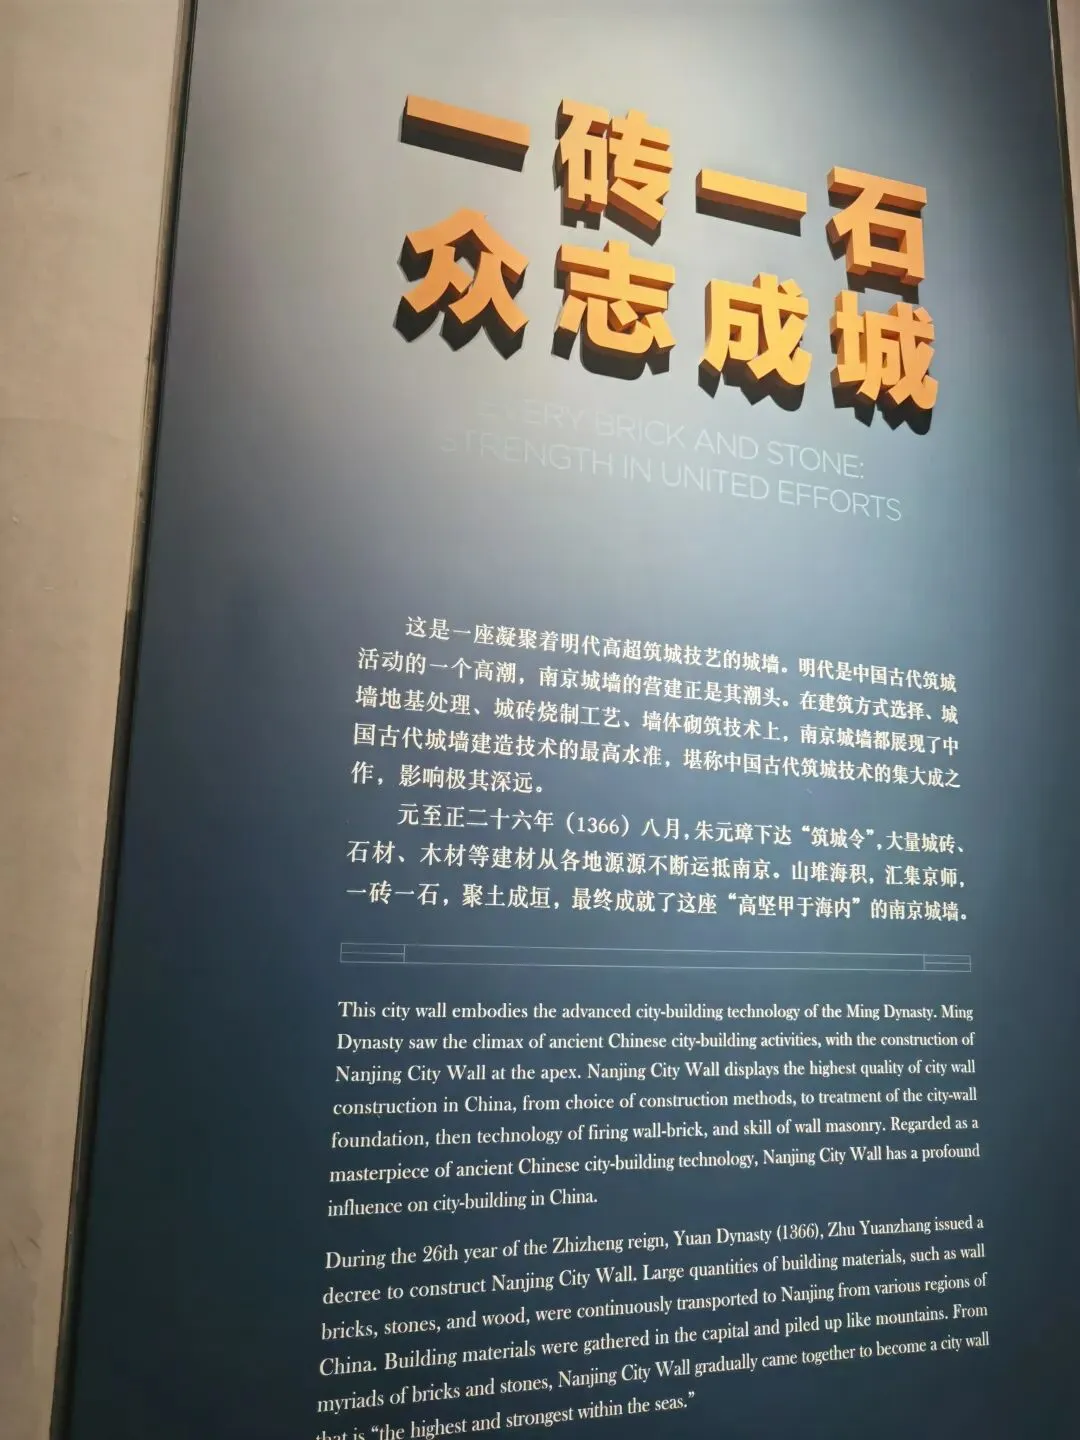 一砖一石
众志成城
EVERY BRICK AND STONE:
STRENGTH IN UNITED EFFORTS
这是一座凝聚着明代高超筑城技艺的城墙。明代是中国古代筑城
活动的一个高潮，南京城墙的营建正是其潮头。在建筑方式选择、城
墙地基处理、城砖烧制工艺、墙体砌筑技术上，南京城墙都展现了中
国古代城墙建造技术的最高水准，堪称中国古代筑城技术的集大成之
作，影响极其深远。
元至正二十六年（1366）八月，朱元璋下达“筑城令”，大量城砖、
石材、木材等建材从各地源源不断运抵南京。山堆海积，汇集京师，
一砖一石，聚土成垣，最终成就了这座“高坚甲于海内”的南京城墙。
This city wall embodies the advanced city-building technology of the Ming Dynasty. Ming
Dynasty saw the climax of ancient Chinese city-building activities, with the construction of
Nanjing City Wall at the apex. Nanjing City Wall displays the highest quality of city wall
construction in China, from choice of construction methods, to treatment of the city-wall
foundation, then technology of firing wall-brick, and skill of wall masonry. Regarded as a
masterpiece of ancient Chinese city-building technology, Nanjing City Wall has a profound
influence on city-building in China.
During the 26th year of the Zhizheng reign, Yuan Dynasty (1366), Zhu Yuanzhang issued a
decree to construct Nanjing City Wall. Large quantities of building materials, such as wall
bricks, stones, and wood, were continuously transported to Nanjing from various regions of
China. Building materials were gathered in the capital and piled up like mountains. From
myriads of bricks and stones, Nanjing City Wall gradually came together to become a city wall
that is “the highest and strongest within the seas.”